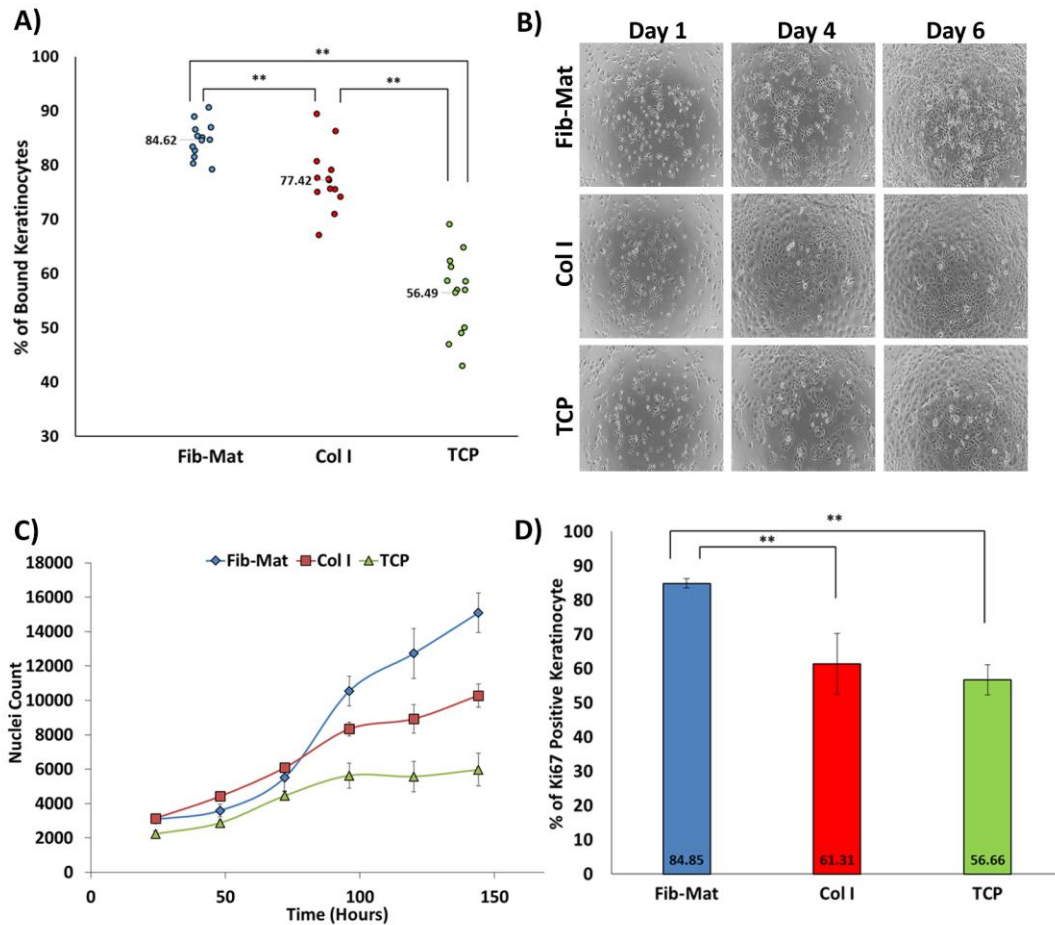 A)
**
**
**
100
90
80
70
60
50
40
30
84.62
77.42
56.49
% of Bound Keratinocytes
Fib-Mat Col I TCP
B)
Day 1 Day 4 Day 6
Fib-Mat
Col I
TCP
C)
Fib-Mat Col I TCP
18000
16000
14000
12000
10000
8000
6000
4000
2000
0
Nuclei Count
0 50 100 150
Time (Hours)
D)
**
**
100
90
80
70
60
50
40
30
20
10
0
% of Ki67 Positive Keratinocyte
84.85 61.31 56.66
Fib-Mat Col I TCP